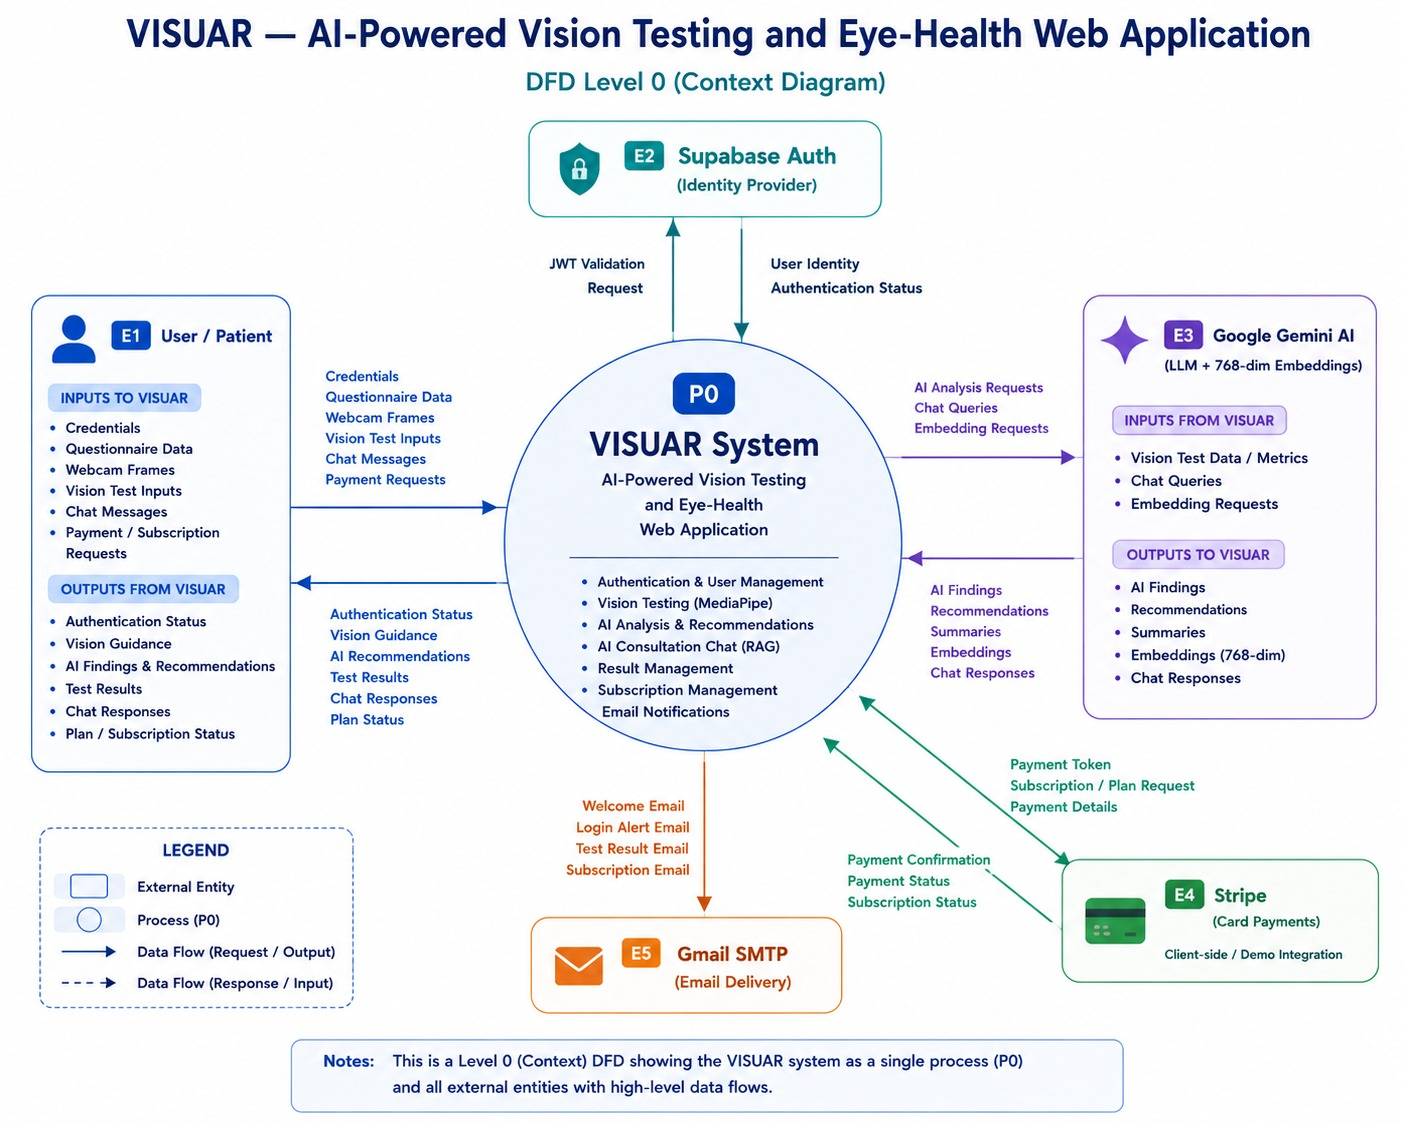 VISUAR — AI-Powered Vision Testing and Eye-Health Web Application
DFD Level 0 (Context Diagram)
E2 Supabase Auth
(Identity Provider)
JWT Validation
Request
User Identity
Authentication Status
E1 User / Patient
INPUTS TO VISUAR
• Credentials
• Questionnaire Data
• Webcam Frames
• Vision Test Inputs
• Chat Messages
• Payment / Subscription
Requests
OUTPUTS FROM VISUAR
• Authentication Status
• Vision Guidance
• AI Findings & Recommendations
• Test Results
• Chat Responses
• Plan / Subscription Status
Credentials
Questionnaire Data
Webcam Frames
Vision Test Inputs
Chat Messages
Payment Requests
Authentication Status
Vision Guidance
AI Recommendations
Test Results
Chat Responses
Plan Status
P0
VISUAR System
AI-Powered Vision Testing
and Eye-Health
Web Application
• Authentication & User Management
• Vision Testing (MediaPipe)
• AI Analysis & Recommendations
• AI Consultation Chat (RAG)
• Result Management
• Subscription Management
Email Notifications
AI Analysis Requests
Chat Queries
Embedding Requests
AI Findings
Recommendations
Summaries
Embeddings
Chat Responses
E3 Google Gemini AI
(LLM + 768-dim Embeddings)
INPUTS FROM VISUAR
• Vision Test Data / Metrics
• Chat Queries
• Embedding Requests
OUTPUTS TO VISUAR
• AI Findings
• Recommendations
• Summaries
• Embeddings (768-dim)
• Chat Responses
Payment Token
Subscription / Plan Request
Payment Details
Payment Confirmation
Payment Status
Subscription Status
Welcome Email
Login Alert Email
Test Result Email
Subscription Email
E4 Stripe
(Card Payments)
Client-side / Demo Integration
E5 Gmail SMTP
(Email Delivery)
LEGEND
External Entity
Process (P0)
Data Flow (Request / Output)
Data Flow (Response / Input)
Notes: This is a Level 0 (Context) DFD showing the VISUAR system as a single process (P0)
and all external entities with high-level data flows.